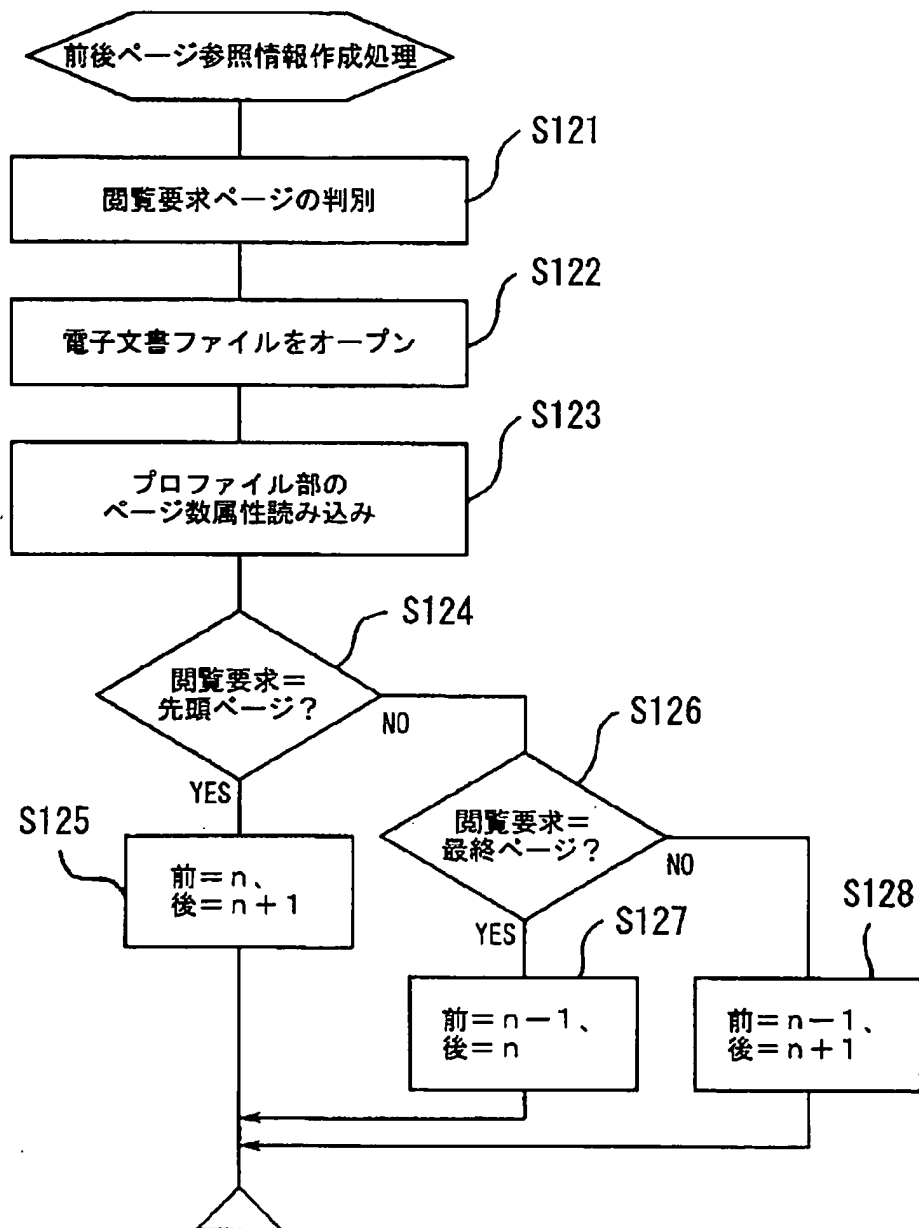 前後ページ参照情報作成処理
S121
閲覧要求ページの判別
S122
電子文書ファイルをオープン
S123
プロファイル部の
ページ数属性読み込み
S124
閲覧要求＝
先頭ページ？
NO
YES
S126
閲覧要求＝
最終ページ？
NO
YES
S125
前＝n、
後＝n＋1
S127
前＝n－1、
後＝n
S128
前＝n－1、
後＝n＋1